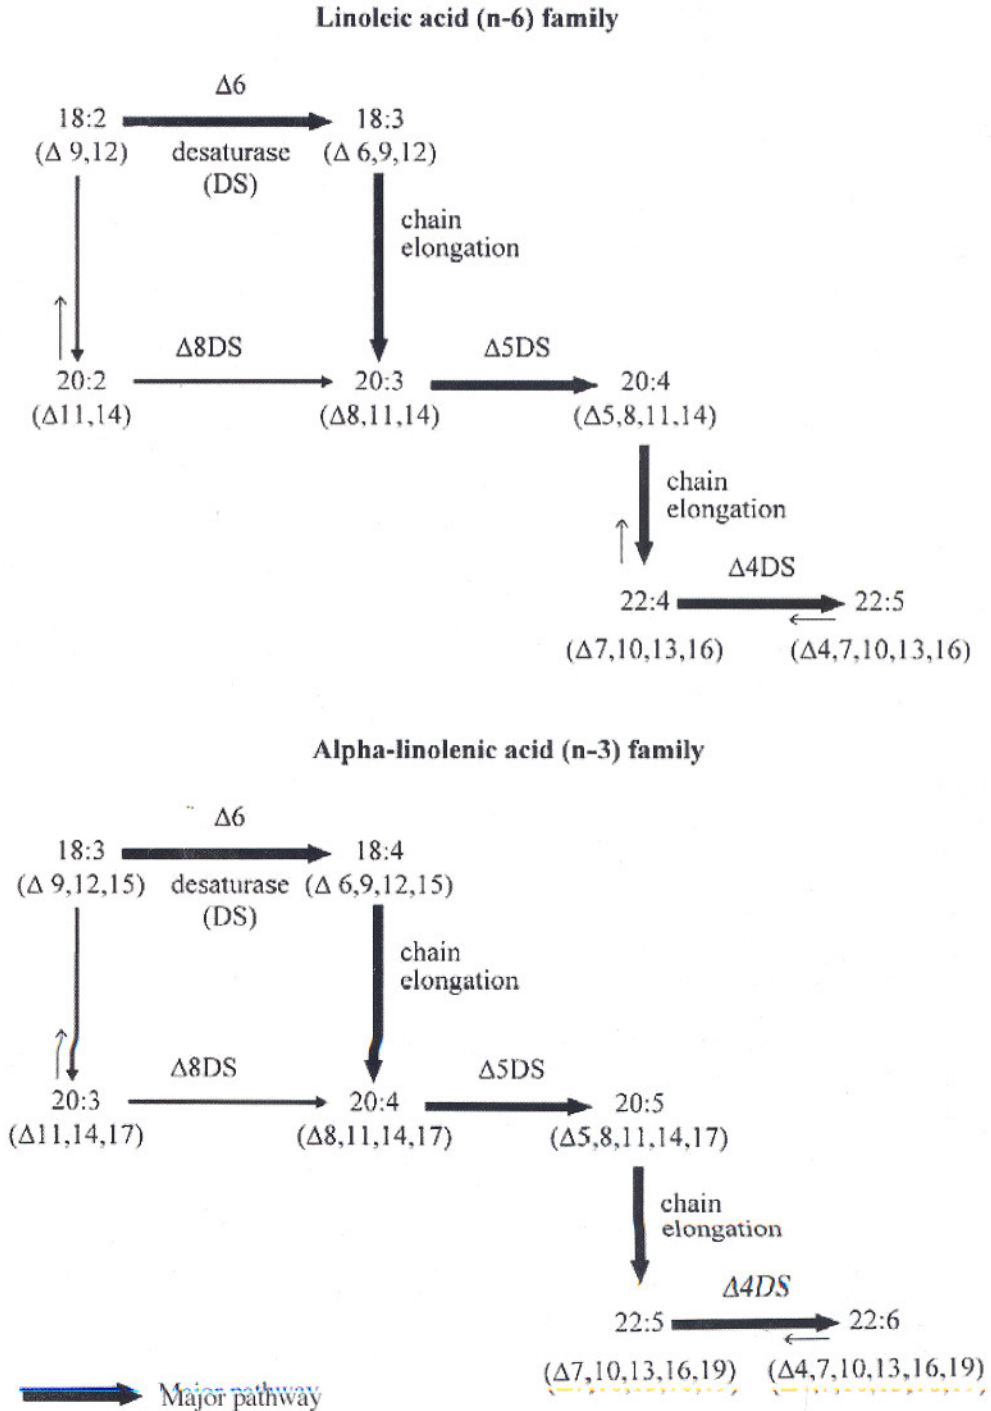 Linoleic acid (n-6) family
Δ6
18:2 18:3
(Δ 9,12) desaturase (Δ 6,9,12)
(DS)
chain
elongation
Δ8DS Δ5DS
20:2 20:3 20:4
(Δ11,14) (Δ8,11,14) (Δ5,8,11,14)
chain
elongation
Δ4DS
22:4 22:5
(Δ7,10,13,16) (Δ4,7,10,13,16)
Alpha-linolenic acid (n-3) family
Δ6
18:3 18:4
(Δ 9,12,15) desaturase (Δ 6,9,12,15)
(DS)
chain
elongation
Δ8DS Δ5DS
20:3 20:4 20:5
(Δ11,14,17) (Δ8,11,14,17) (Δ5,8,11,14,17)
chain
elongation
Δ4DS
22:5 22:6
(Δ7,10,13,16,19) (Δ4,7,10,13,16,19)
Major pathway